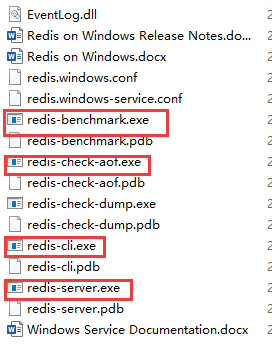 EventLog.dll
Redis on Windows Release Notes.do...
Redis on Windows.docx
redis.windows.conf
redis.windows-service.conf
redis-benchmark.exe
redis-benchmark.pdb
redis-check-aof.exe
redis-check-aof.pdb
redis-check-dump.exe
redis-check-dump.pdb
redis-cli.exe
redis-cli.pdb
redis-server.exe
redis-server.pdb
Windows Service Documentation.docx